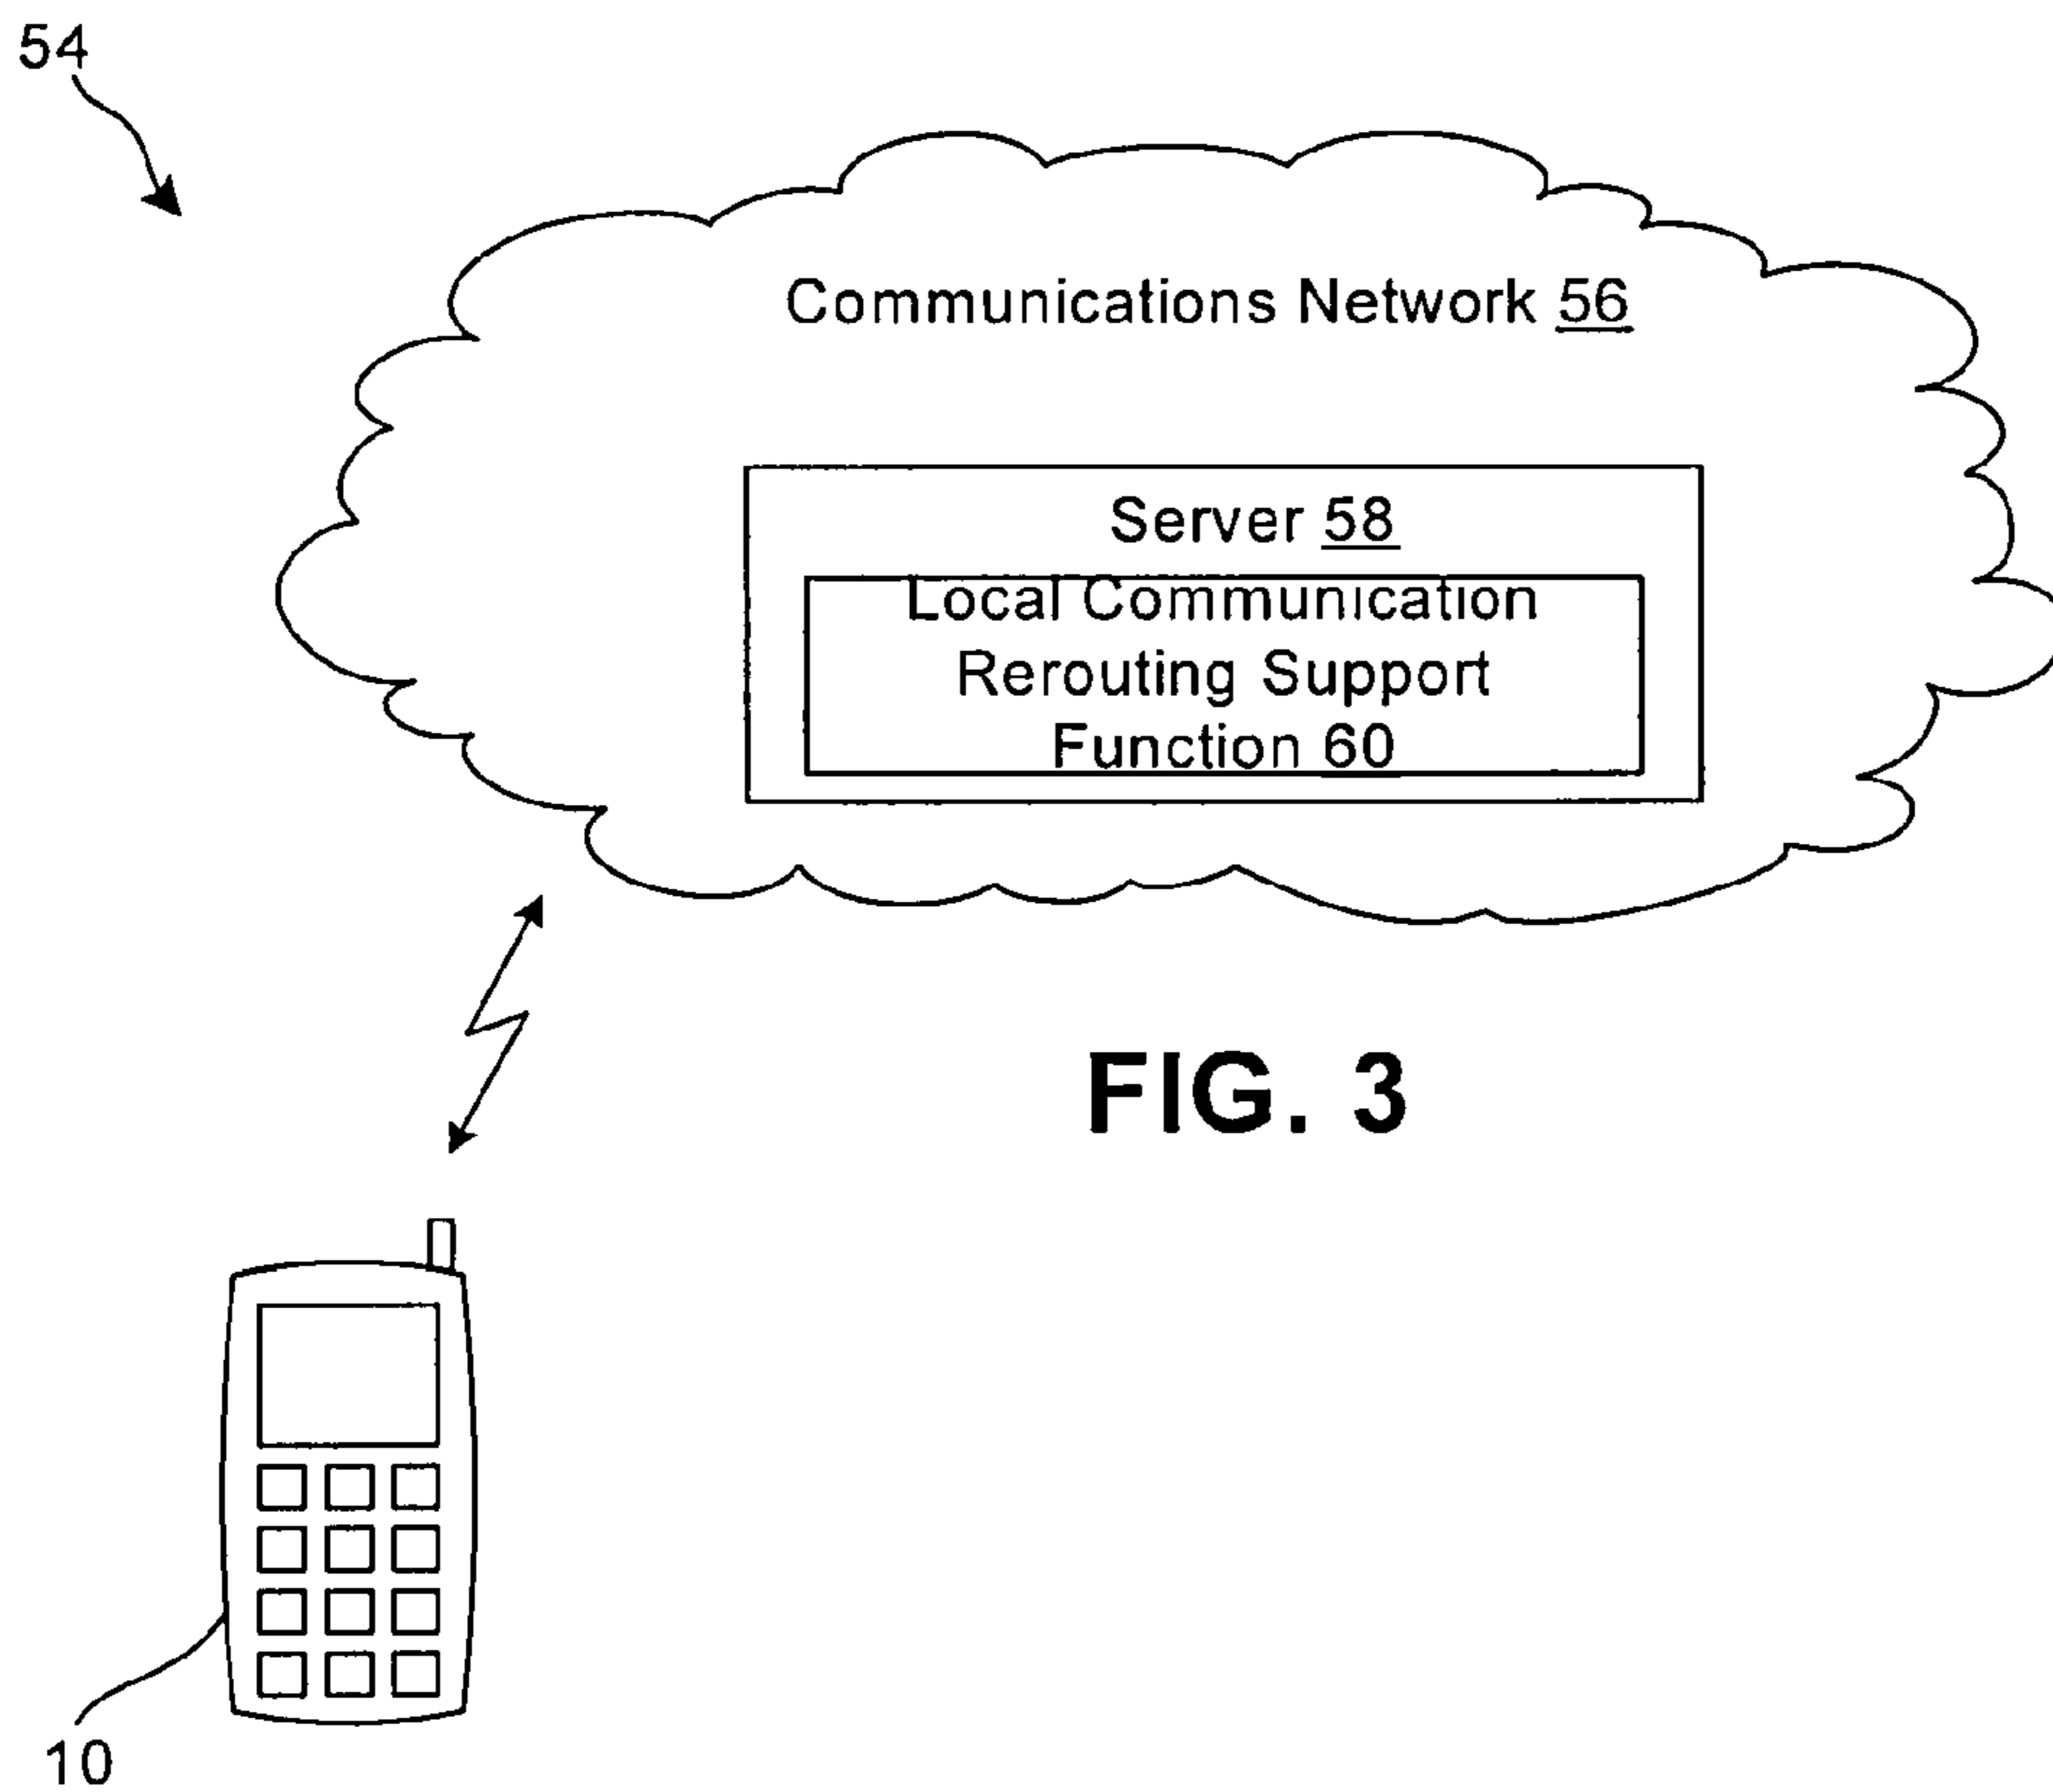 54
Communications Network 56
Server 58
Local Communication
Rerouting Support
Function 60
FIG. 3
10